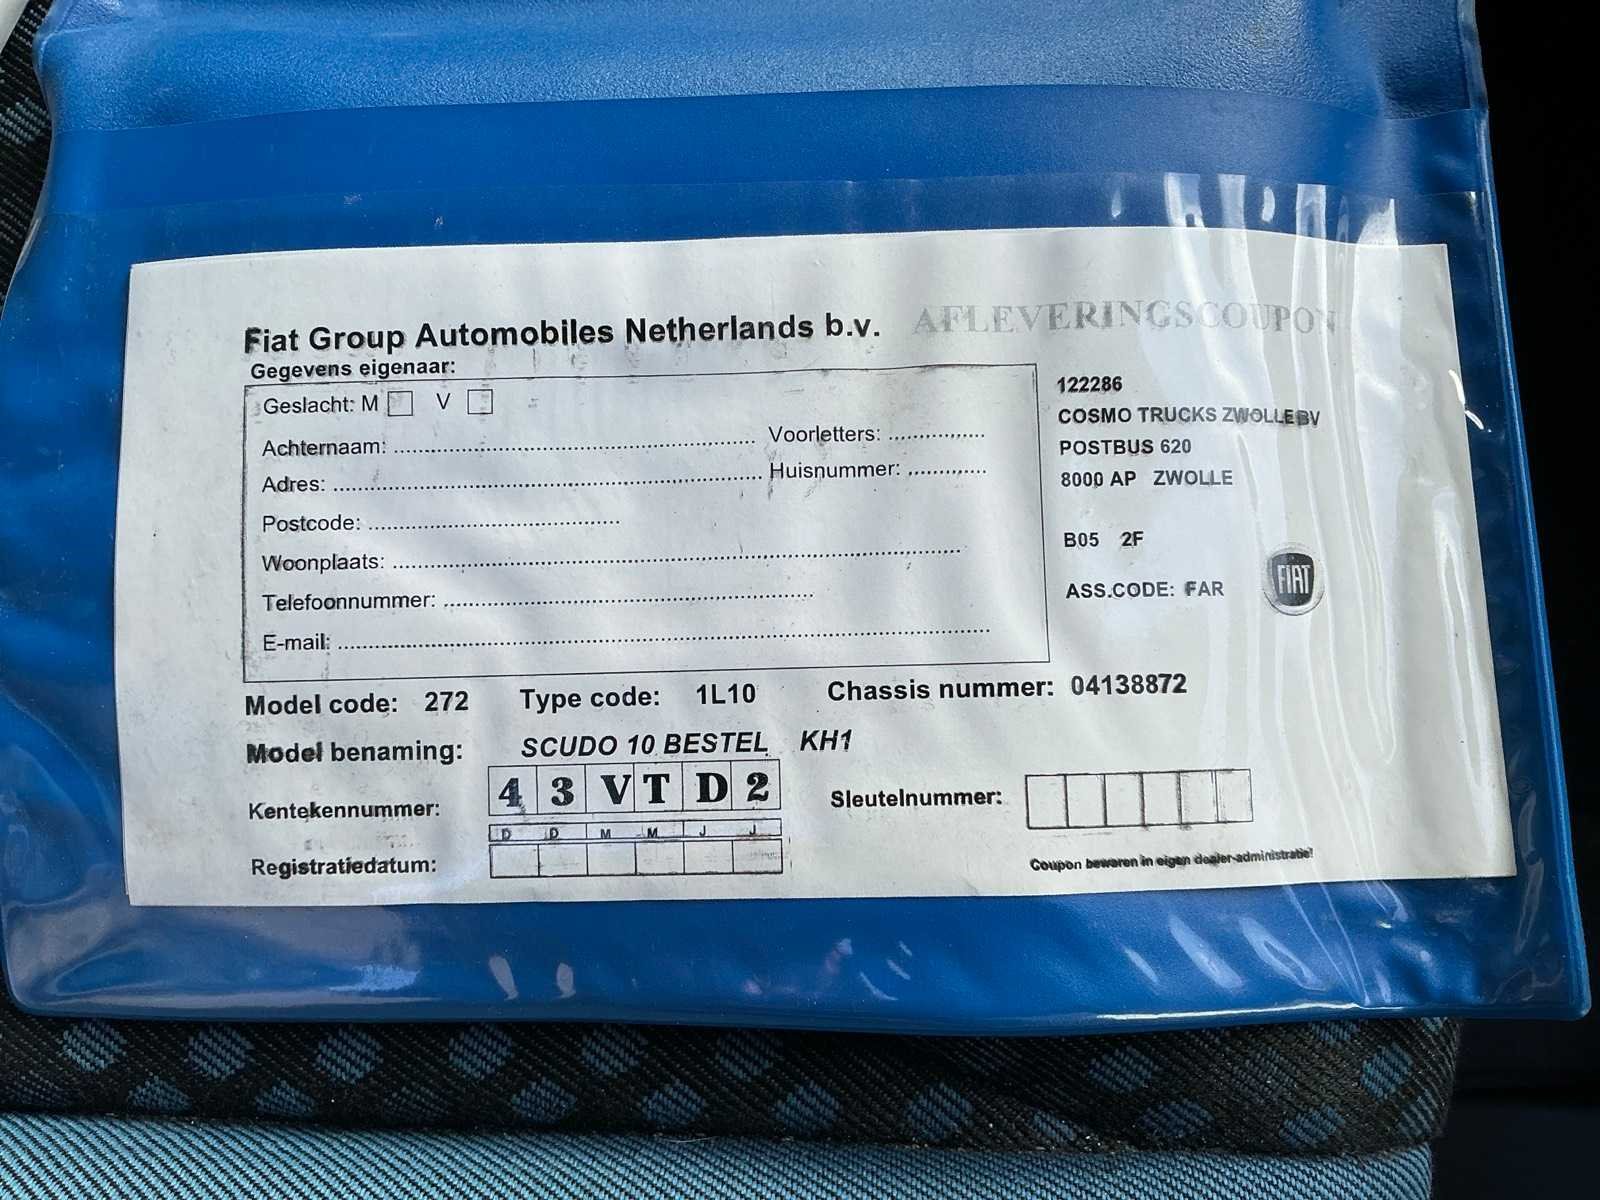 Fiat Group Automobiles Netherlands b.v. AFLEVERINGSCOUPON
Gegevens eigenaar:
Geslacht: M V
Achternaam: Voorletters:
Adres: Huisnummer:
Postcode:
Woonplaats:
Telefoonnummer:
E-mail:
122286
COSMO TRUCKS ZWOLLE BV
POSTBUS 620
8000 AP ZWOLLE
B05 2F
ASS.CODE: FAR
FIAT
Model code: 272 Type code: 1L10 Chassis nummer: 04138872
Model benaming: SCUDO 10 BESTEL KH1
Kentekennummer: 4 3 V T D 2 Sleutelnummer:
D D M M J J
Registratiedatum:
Coupon bewaren in eigen dealer-administratie!